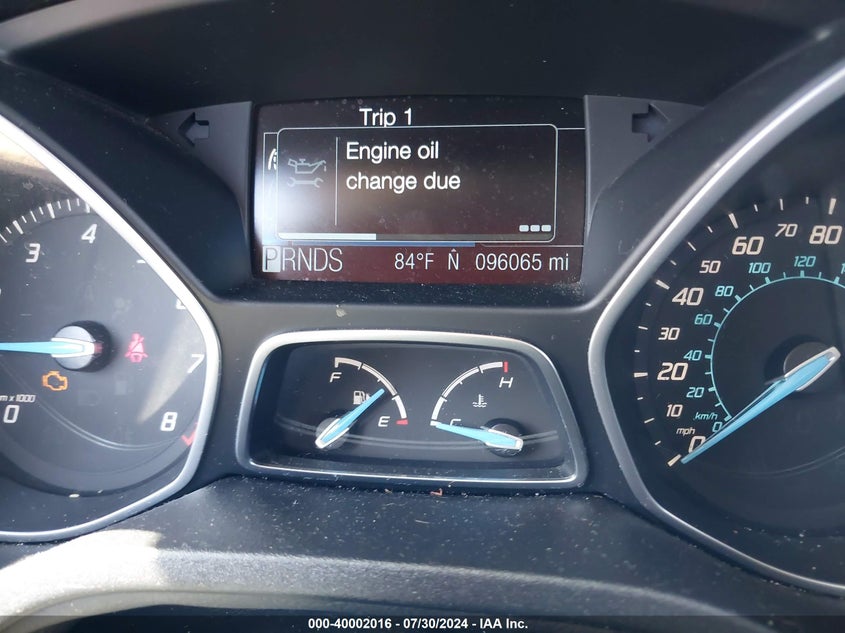 Trip 1
Engine oil
change due
PRNDS 84°F N 096065 mi
3 4 7 8
x 1000
0
F E
H C
0 10 20 30 40 50 60 70 80
mph
0 20 40 60 80 100 120
km/h
000-40002016 - 07/30/2024 - IAA Inc.